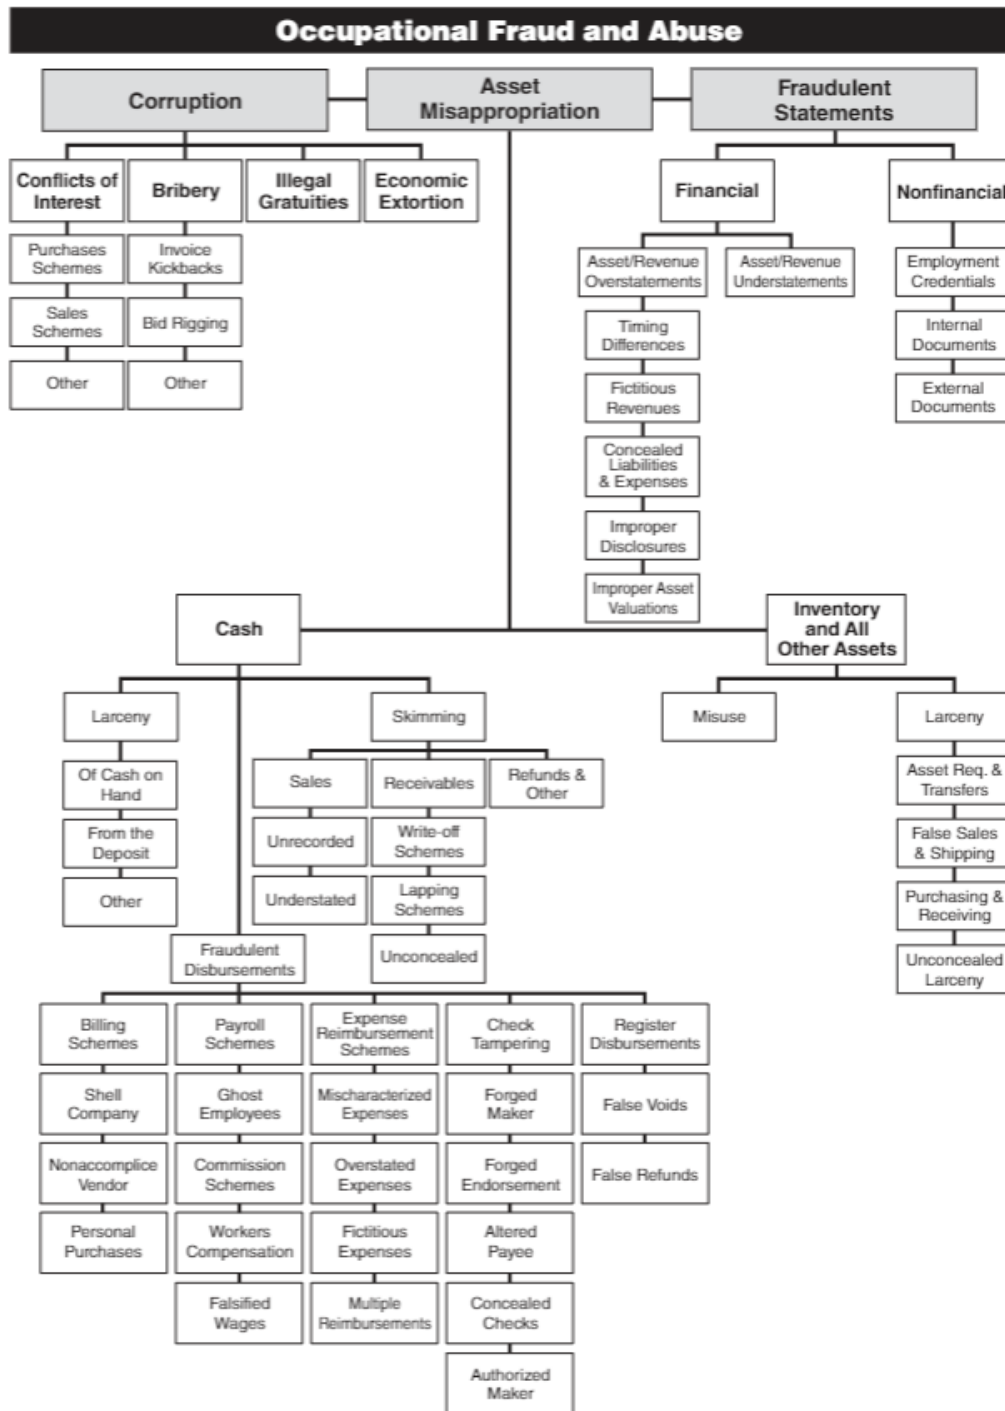 Occupational Fraud and Abuse
Corruption
Asset
Misappropriation
Fraudulent
Statements
Conflicts of
Interest
Bribery
Illegal
Gratuities
Economic
Extortion
Financial
Nonfinancial
Purchases
Schemes
Sales
Schemes
Other
Invoice
Kickbacks
Bid Rigging
Other
Asset/Revenue
Overstatements
Timing
Differences
Fictitious
Revenues
Concealed
Liabilities
& Expenses
Improper
Disclosures
Improper Asset
Valuations
Asset/Revenue
Understatements
Employment
Credentials
Internal
Documents
External
Documents
Cash
Inventory
and All
Other Assets
Larceny
Of Cash on
Hand
From the
Deposit
Other
Skimming
Sales
Unrecorded
Understated
Receivables
Write-off
Schemes
Lapping
Schemes
Unconcealed
Refunds &
Other
Misuse
Larceny
Asset Req. &
Transfers
False Sales
& Shipping
Purchasing &
Receiving
Unconcealed
Larceny
Fraudulent
Disbursements
Billing
Schemes
Shell
Company
Nonaccomplice
Vendor
Personal
Purchases
Payroll
Schemes
Ghost
Employees
Commission
Schemes
Workers
Compensation
Falsified
Wages
Expense
Reimbursement
Schemes
Mischaracterized
Expenses
Overstated
Expenses
Fictitious
Expenses
Multiple
Reimbursements
Check
Tampering
Forged
Maker
Forged
Endorsement
Altered
Payee
Concealed
Checks
Authorized
Maker
Register
Disbursements
False Voids
False Refunds